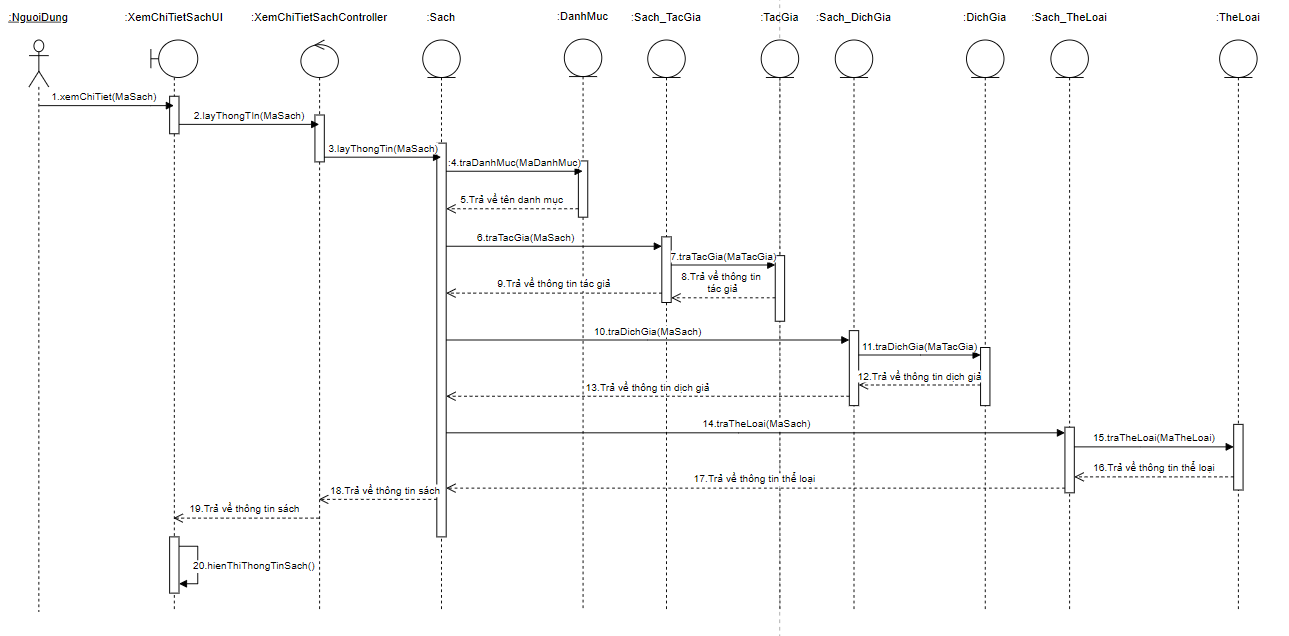 :NguoiDung
:XemChiTietSachUI
:XemChiTietSachController
:Sach
:DanhMuc
:Sach_TacGia
:TacGia
:Sach_DichGia
:DichGia
:Sach_TheLoai
:TheLoai
1.xemChiTiet(MaSach)
2.layThongTIn(MaSach)
3.layThongTin(MaSach)
:4.traDanhMuc(MaDanhMuc)
5.Trả về tên danh mục
6.traTacGia(MaSach)
7.traTacGia(MaTacGia)
8.Trả về thông tin
tác giả
9.Trả về thông tin tác giả
10.traDichGia(MaSach)
11.traDichGia(MaTacGia)
12.Trả về thông tin dịch giả
13.Trả về thông tin dịch giả
14.traTheLoai(MaSach)
15.traTheLoai(MaTheLoai)
16.Trả về thông tin thể loại
17.Trả về thông tin thể loại
18.Trả về thông tin sách
19.Trả về thông tin sách
20.hienThiThongTinSach()